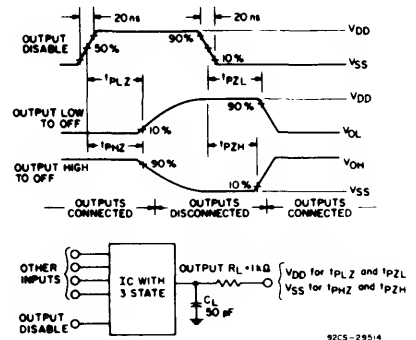 20 ns
20 ns
OUTPUT DISABLE
50%
90%
10%
VDD
VSS
tPLZ
tPZL
VDD
OUTPUT LOW TO OFF
10%
90%
VOL
tPHZ
tPZH
OUTPUT HIGH TO OFF
90%
10%
VOH
VSS
OUTPUTS CONNECTED
OUTPUTS DISCONNECTED
OUTPUTS CONNECTED
OTHER INPUTS
OUTPUT DISABLE
IC WITH 3 STATE
OUTPUT RL = 1 kΩ
CL 50 pF
VDD for tPLZ and tPZL
VSS for tPHZ and tPZH
92CS-29514